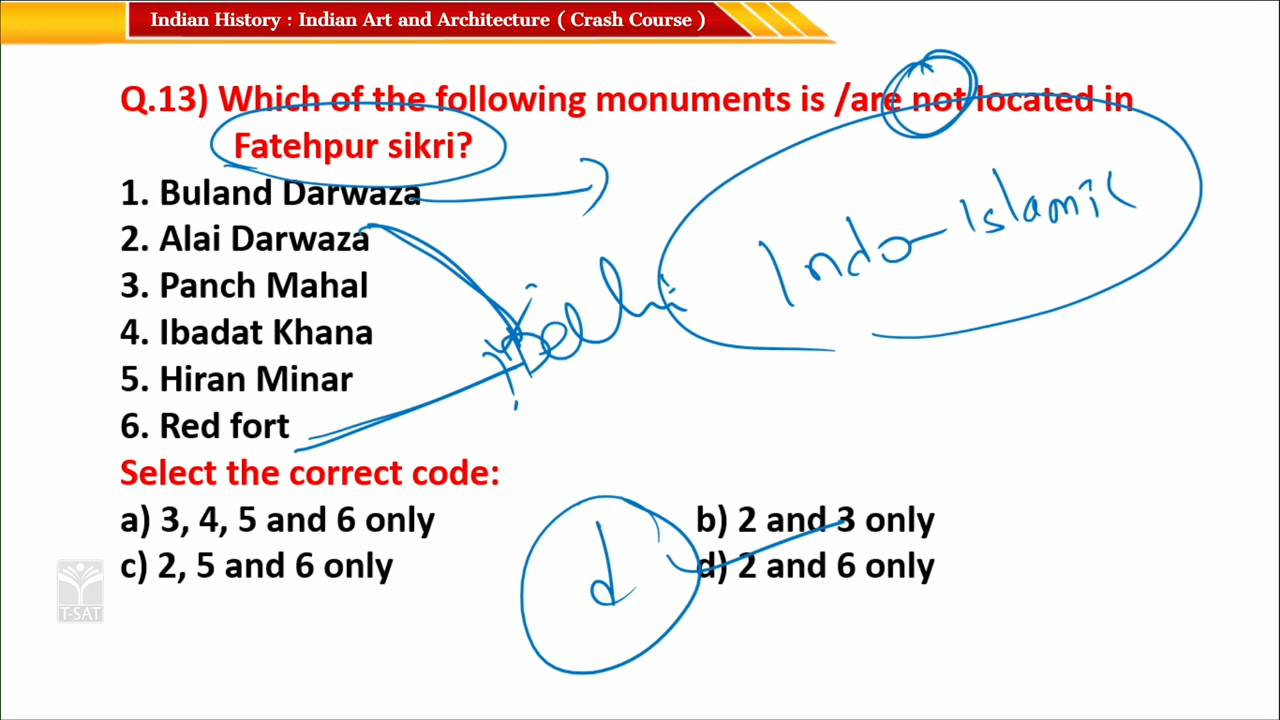 Indian History : Indian Art and Architecture ( Crash Course )
Q.13) Which of the following monuments is /are not located in
Fatehpur sikri?
1. Buland Darwaza
2. Alai Darwaza
3. Panch Mahal
4. Ibadat Khana
5. Hiran Minar
6. Red fort
Indo-Islamic
Delhi
Select the correct code:
a) 3, 4, 5 and 6 only b) 2 and 3 only
c) 2, 5 and 6 only d) 2 and 6 only
d
T-SAT